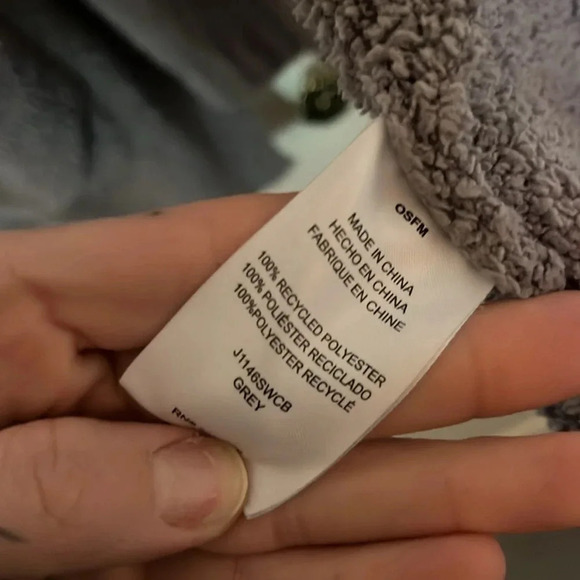 OSFM
MADE IN CHINA
HECHO EN CHINA
FABRIQUE EN CHINE
100% RECYCLED POLYESTER
100% POLIÉSTER RECICLADO
100%POLYESTER RECYCLÉ
J1146SWCB
GREY